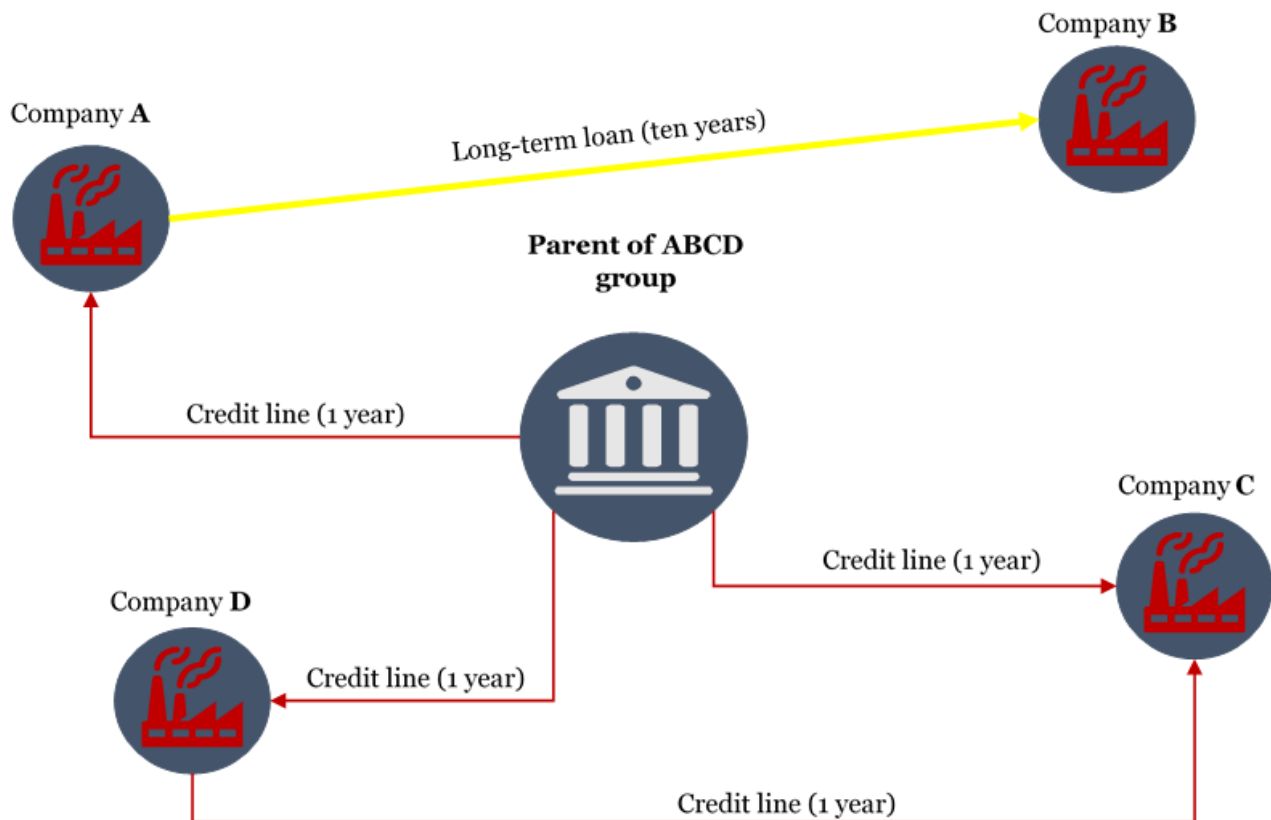 Company B
Company A
Long-term loan (ten years)
Parent of ABCD
group
Credit line (1 year)
Company C
Credit line (1 year)
Company D
Credit line (1 year)
Credit line (1 year)